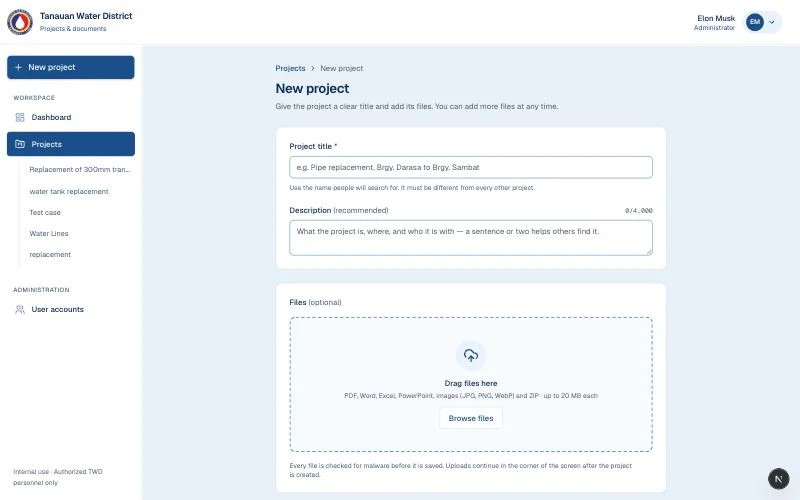 Tanauan Water District
Projects & documents
Elon Musk
Administrator
EM
+ New project
WORKSPACE
Dashboard
Projects
Replacement of 300mm tran...
water tank replacement
Test case
Water Lines
replacement
ADMINISTRATION
User accounts
Internal use · Authorized TWD
personnel only
Projects > New project
New project
Give the project a clear title and add its files. You can add more files at any time.
Project title *
e.g. Pipe replacement, Brgy. Darasa to Brgy. Sambat
Use the name people will search for. It must be different from every other project.
Description (recommended)
0/4,000
What the project is, where, and who it is with — a sentence or two helps others find it.
Files (optional)
Drag files here
PDF, Word, Excel, PowerPoint, images (JPG, PNG, WebP) and ZIP · up to 20 MB each
Browse files
Every file is checked for malware before it is saved. Uploads continue in the corner of the screen after the project
is created.
N